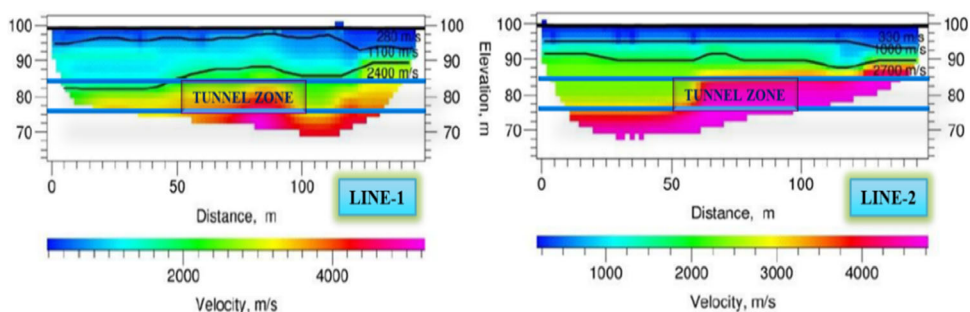 100
90
80
70
280 m/s
1100 m/s
2400 m/s
TUNNEL ZONE
100
90
80
70
0
50
100
Distance, m
LINE-1
2000
4000
Velocity, m/s
Elevation, m
100
90
80
70
330 m/s
1000 m/s
2700 m/s
TUNNEL ZONE
100
90
80
70
0
50
100
Distance, m
LINE-2
1000
2000
3000
4000
Velocity, m/s